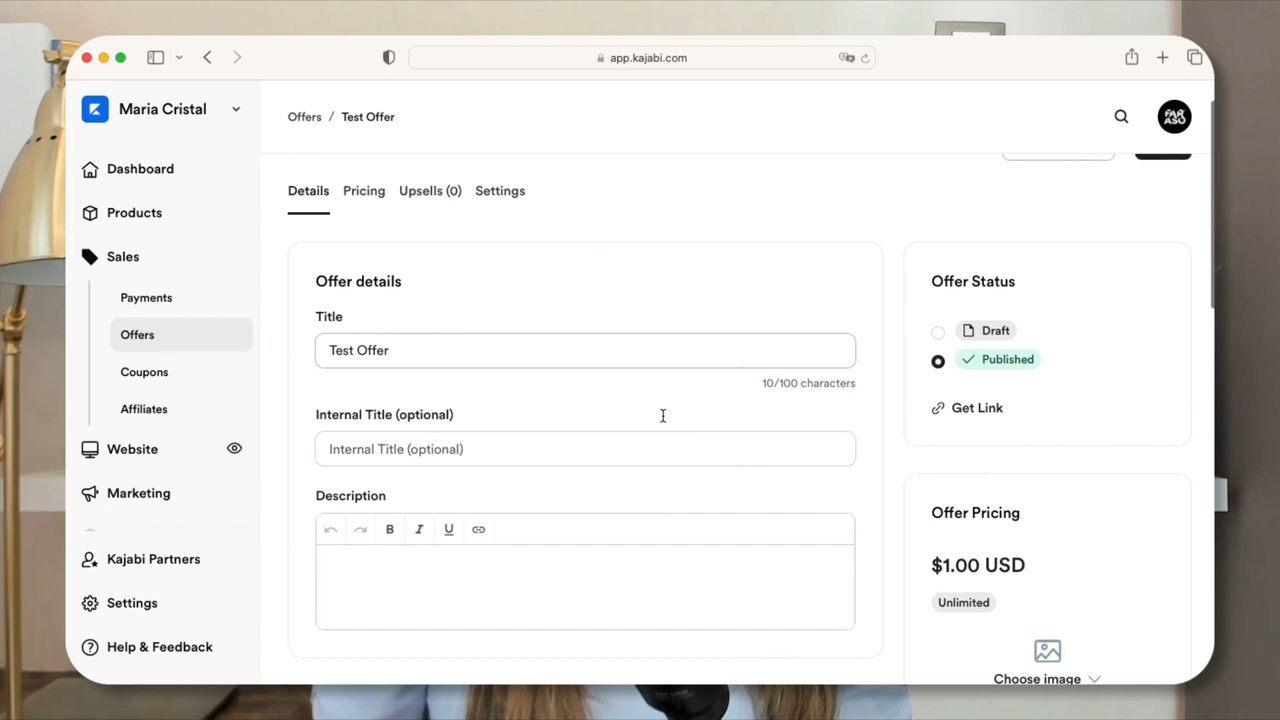 app.kajabi.com
Maria Cristal
Offers / Test Offer
FAR
ASO
Dashboard
Products
Sales
Payments
Offers
Coupons
Affiliates
Website
Marketing
Kajabi Partners
Settings
Help & Feedback
Details Pricing Upsells (0) Settings
Offer details
Title
Test Offer
10/100 characters
Internal Title (optional)
Internal Title (optional)
Description
B I U
Offer Status
Draft
Published
Get Link
Offer Pricing
$1.00 USD
Unlimited
Choose image